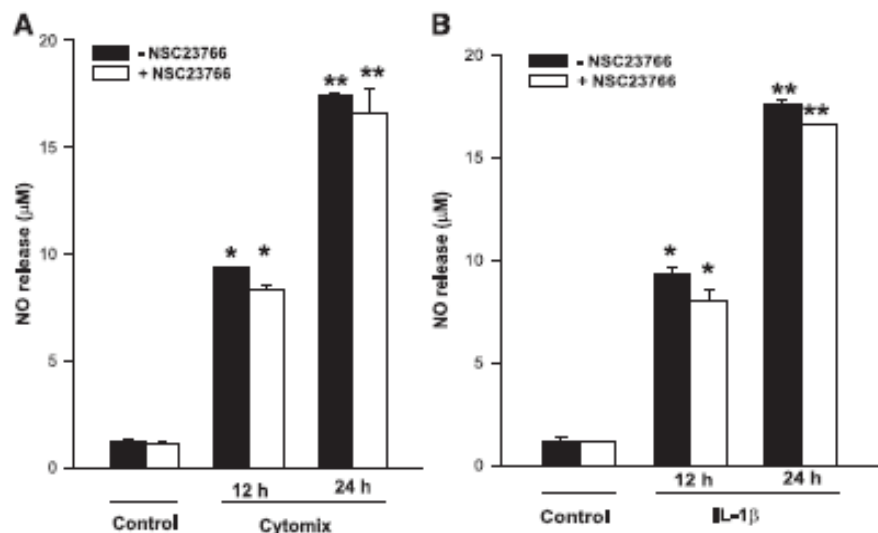 A
- NSC23766
+ NSC23766
20
15
10
5
0
NO release (μM)
* *
** **
12 h 24 h
Control Cytomix
B
- NSC23766
+ NSC23766
20
15
10
5
0
NO release (μM)
* *
** **
12 h 24 h
Control IL-1β